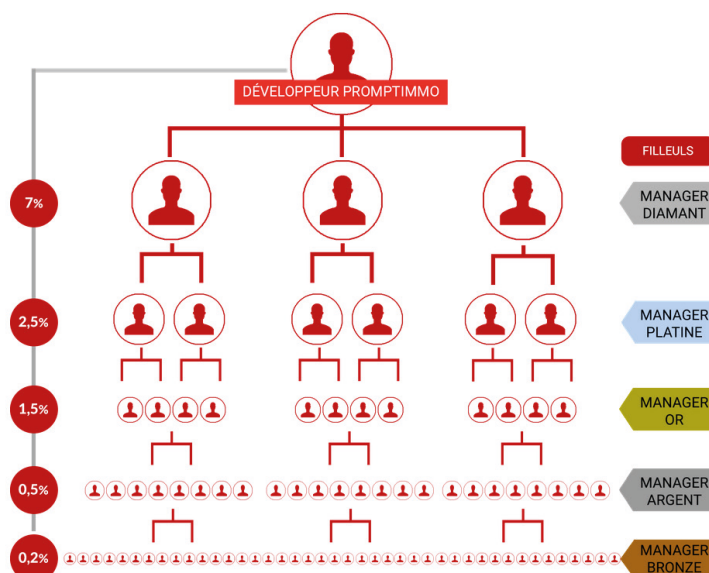 DÉVELOPPEUR PROMPTIMMO
FILLEULS
7%
MANAGER
DIAMANT
2,5%
MANAGER
PLATINE
1,5%
MANAGER
OR
0,5%
MANAGER
ARGENT
0,2%
MANAGER
BRONZE